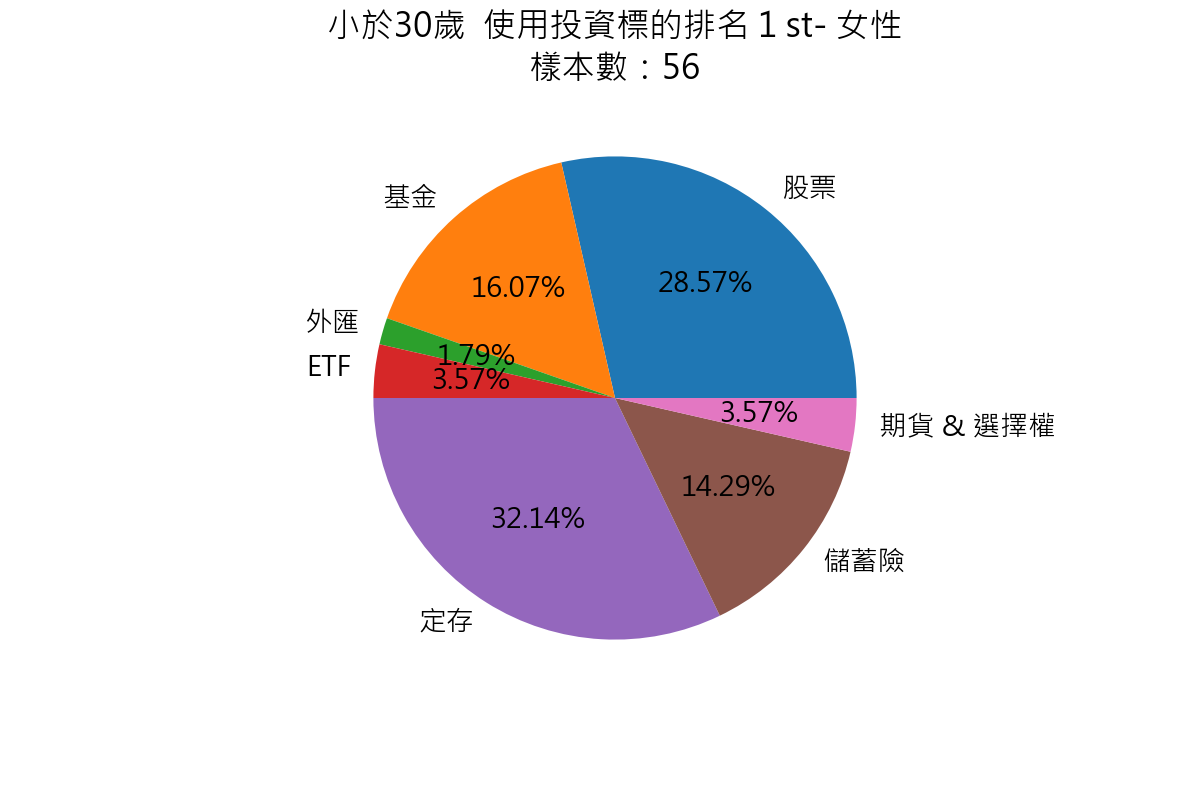 小於30歲 使用投資標的排名 1 st- 女性
樣本數：56
股票
基金
28.57%
16.07%
外匯
1.79%
ETF
3.57%
3.57%
期貨 & 選擇權
14.29%
32.14%
儲蓄險
定存